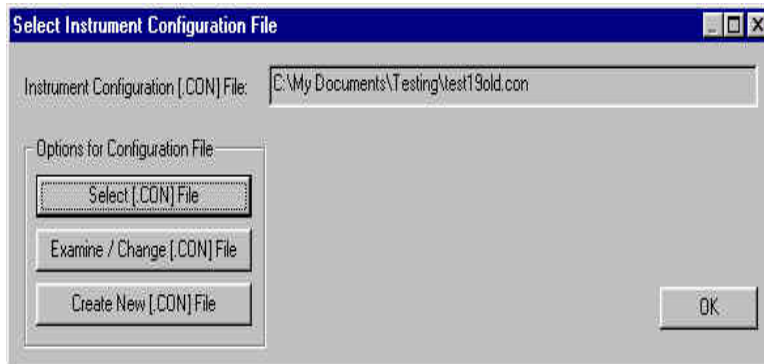 Select Instrument Configuration File
Instrument Configuration [.CON] File: C:\My Documents\Testing\test19old.con
Options for Configuration File
Select [.CON] File
Examine / Change [.CON] File
Create New [.CON] File
OK